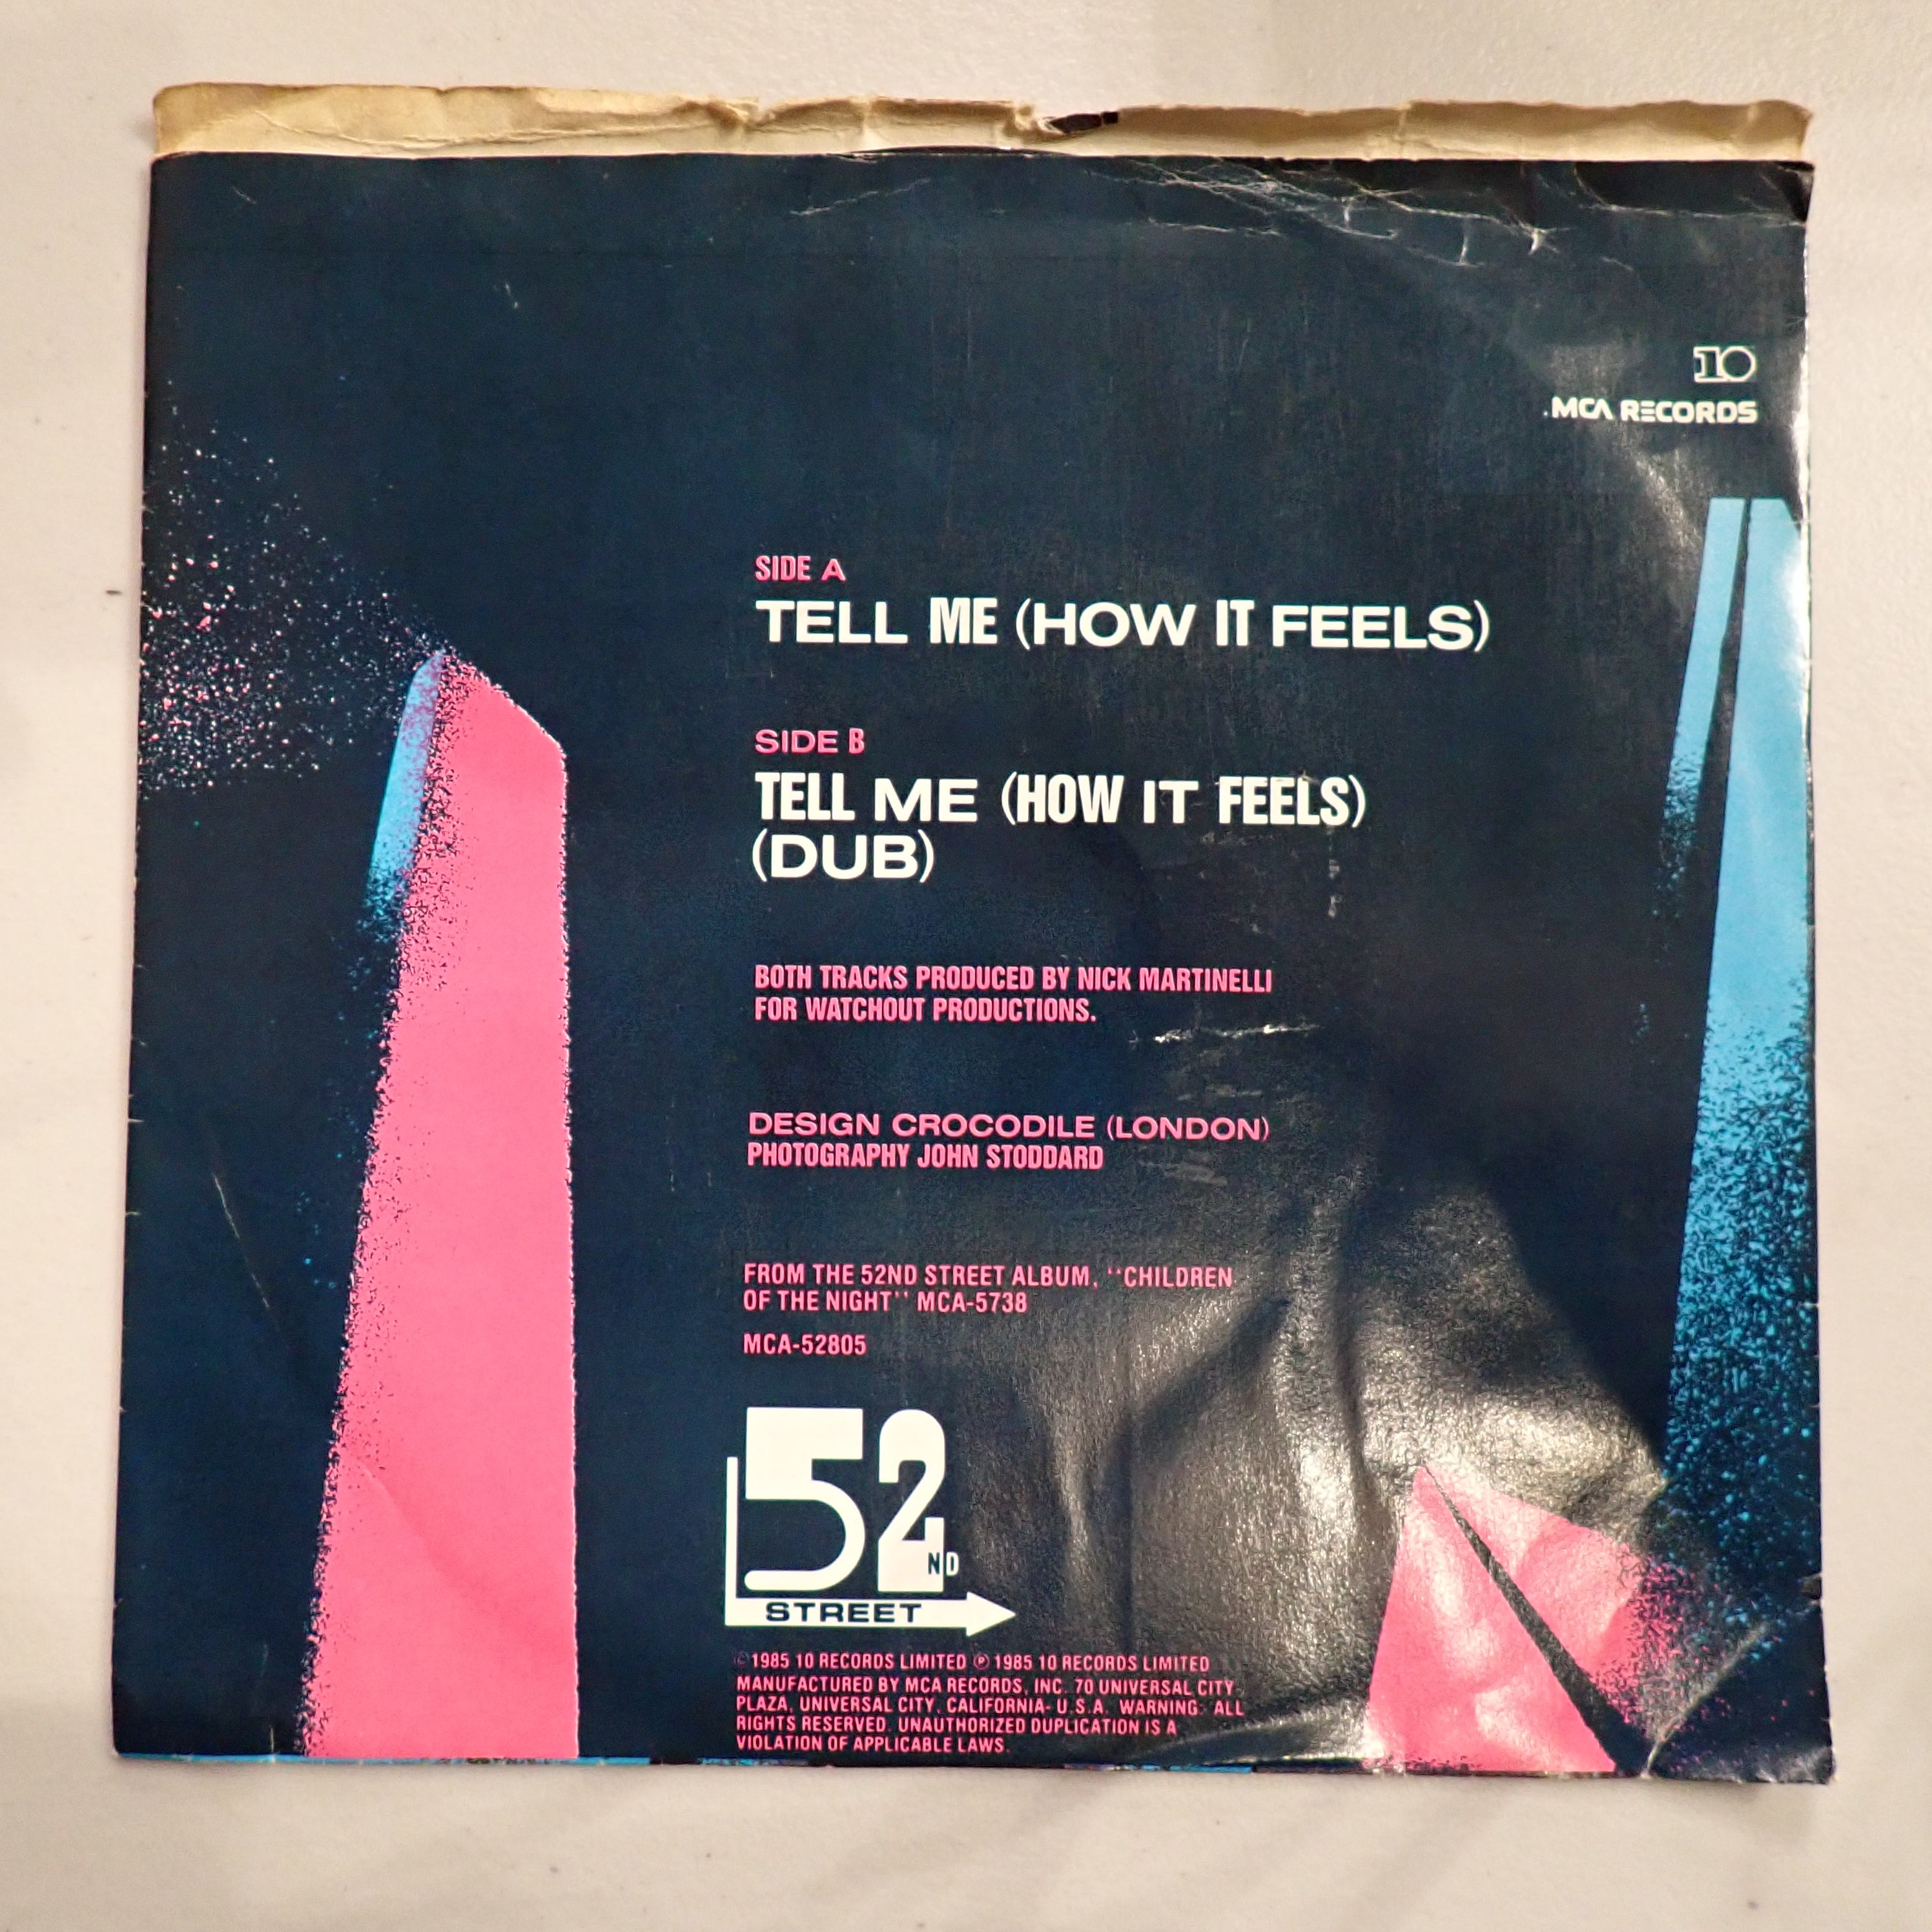 10
MCA RECORDS
SIDE A
TELL ME (HOW IT FEELS)
SIDE B
TELL ME (HOW IT FEELS)
(DUB)
BOTH TRACKS PRODUCED BY NICK MARTINELLI
FOR WATCHOUT PRODUCTIONS.
DESIGN CROCODILE (LONDON)
PHOTOGRAPHY JOHN STODDARD
FROM THE 52ND STREET ALBUM, "CHILDREN
OF THE NIGHT" MCA-5738
MCA-52805
52ND
STREET
©1985 10 RECORDS LIMITED ℗ 1985 10 RECORDS LIMITED
MANUFACTURED BY MCA RECORDS, INC. 70 UNIVERSAL CITY
PLAZA, UNIVERSAL CITY, CALIFORNIA- U.S.A. WARNING: ALL
RIGHTS RESERVED. UNAUTHORIZED DUPLICATION IS A
VIOLATION OF APPLICABLE LAWS.